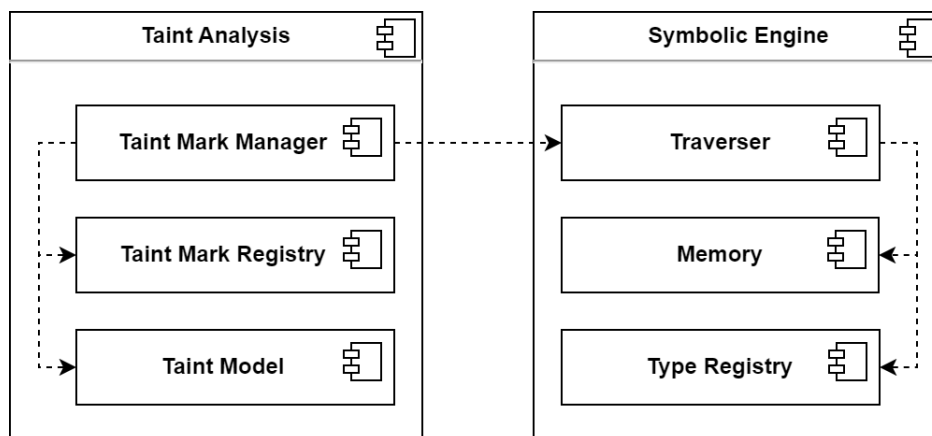 Taint Analysis
Symbolic Engine
Taint Mark Manager
Traverser
Taint Mark Registry
Memory
Taint Model
Type Registry